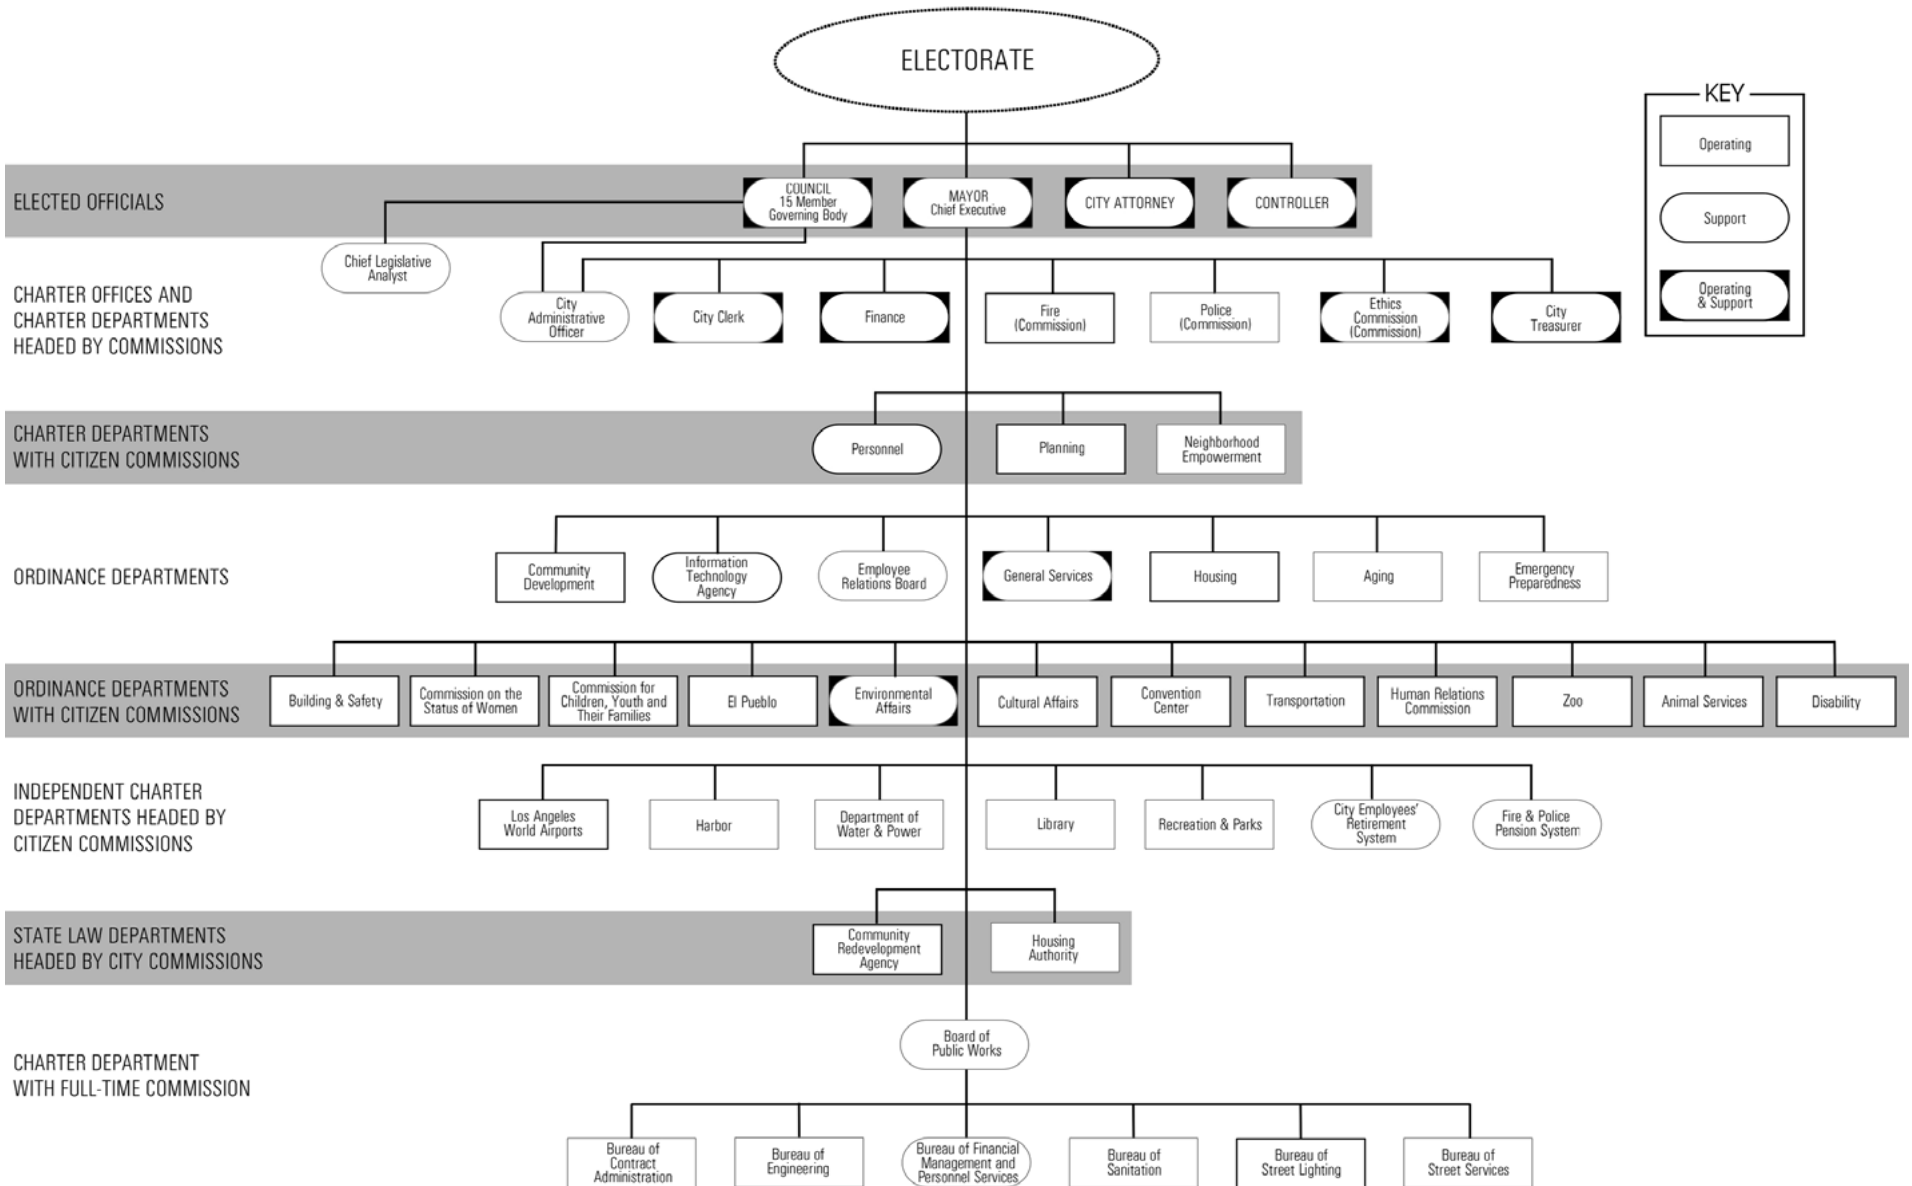 ELECTORATE
KEY
Operating
Support
Operating
& Support
ELECTED OFFICIALS
COUNCIL
15 Member
Governing Body
MAYOR
Chief Executive
CITY ATTORNEY
CONTROLLER
Chief Legislative
Analyst
CHARTER OFFICES AND
CHARTER DEPARTMENTS
HEADED BY COMMISSIONS
City
Administrative
Officer
City Clerk
Finance
Fire
(Commission)
Police
(Commission)
Ethics
Commission
(Commission)
City
Treasurer
CHARTER DEPARTMENTS
WITH CITIZEN COMMISSIONS
Personnel
Planning
Neighborhood
Empowerment
ORDINANCE DEPARTMENTS
Community
Development
Information
Technology
Agency
Employee
Relations Board
General Services
Housing
Aging
Emergency
Preparedness
ORDINANCE DEPARTMENTS
WITH CITIZEN COMMISSIONS
Building & Safety
Commission on the
Status of Women
Commission for
Children, Youth and
Their Families
El Pueblo
Environmental
Affairs
Cultural Affairs
Convention
Center
Transportation
Human Relations
Commission
Zoo
Animal Services
Disability
INDEPENDENT CHARTER
DEPARTMENTS HEADED BY
CITIZEN COMMISSIONS
Los Angeles
World Airports
Harbor
Department of
Water & Power
Library
Recreation & Parks
City Employees'
Retirement
System
Fire & Police
Pension System
STATE LAW DEPARTMENTS
HEADED BY CITY COMMISSIONS
Community
Redevelopment
Agency
Housing
Authority
CHARTER DEPARTMENT
WITH FULL-TIME COMMISSION
Board of
Public Works
Bureau of
Contract
Administration
Bureau of
Engineering
Bureau of Financial
Management and
Personnel Services
Bureau of
Sanitation
Bureau of
Street Lighting
Bureau of
Street Services